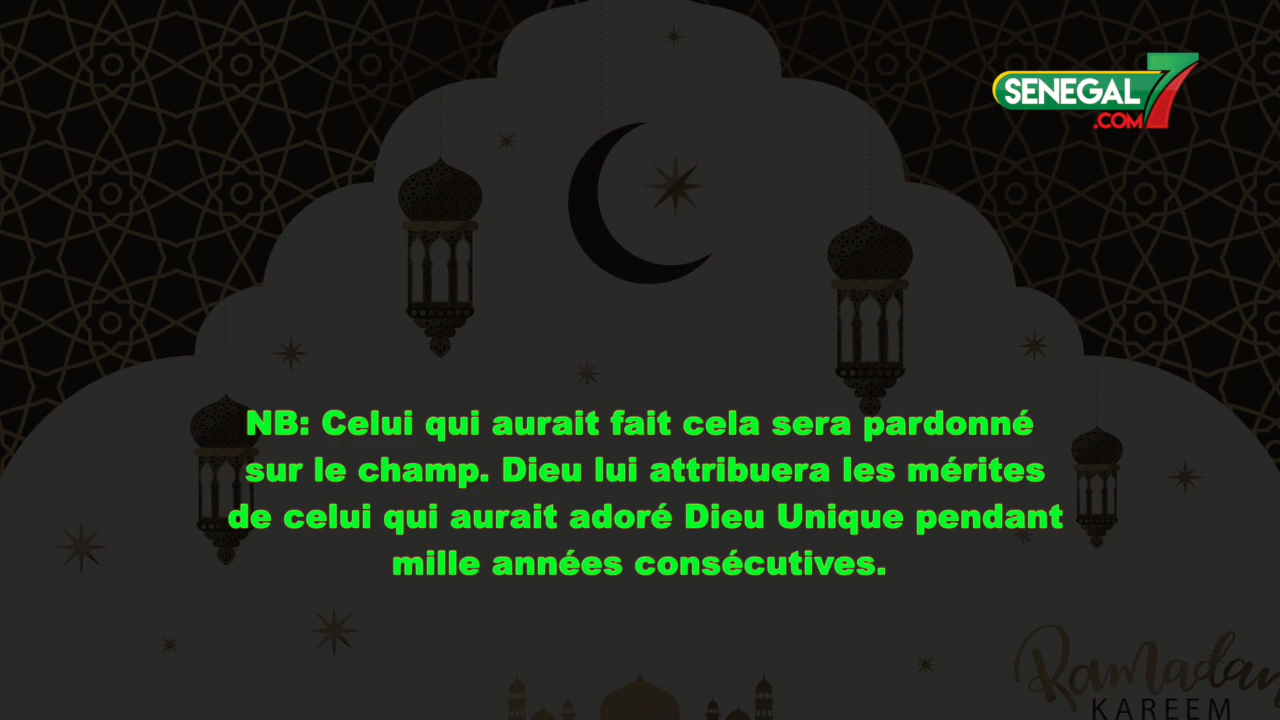 SENEGAL7
.COM
NB: Celui qui aurait fait cela sera pardonné
sur le champ. Dieu lui attribuera les mérites
de celui qui aurait adoré Dieu Unique pendant
mille années consécutives.
Ramadan
KAREEM